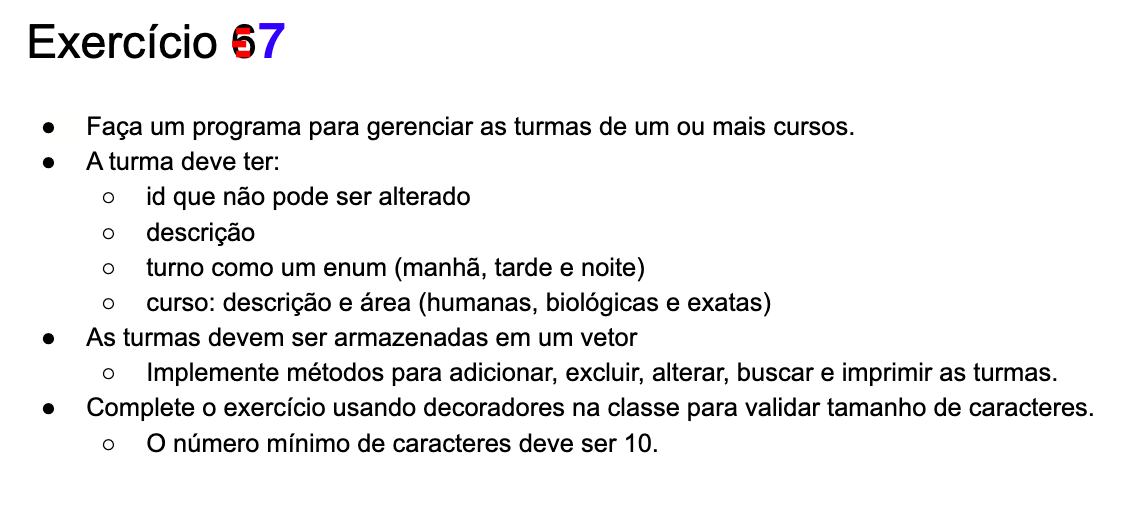 Exercício 67
● Faça um programa para gerenciar as turmas de um ou mais cursos.
● A turma deve ter:
○ id que não pode ser alterado
○ descrição
○ turno como um enum (manhã, tarde e noite)
○ curso: descrição e área (humanas, biológicas e exatas)
● As turmas devem ser armazenadas em um vetor
○ Implemente métodos para adicionar, excluir, alterar, buscar e imprimir as turmas.
● Complete o exercício usando decoradores na classe para validar tamanho de caracteres.
○ O número mínimo de caracteres deve ser 10.